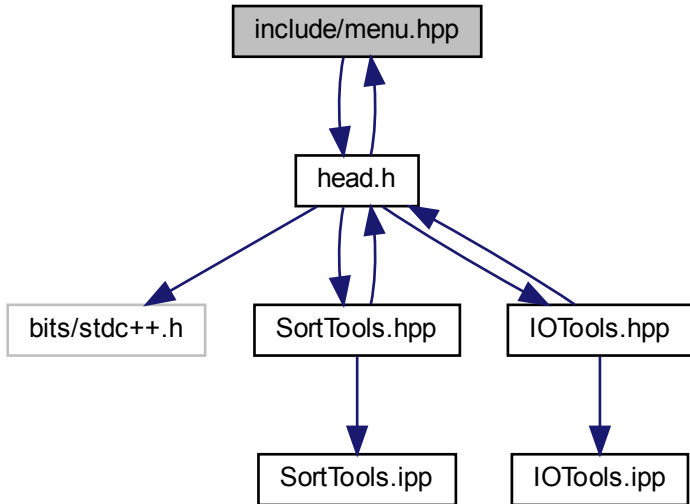 include/menu.hpp
head.h
bits/stdc++.h
SortTools.hpp
IOTools.hpp
SortTools.ipp
IOTools.ipp